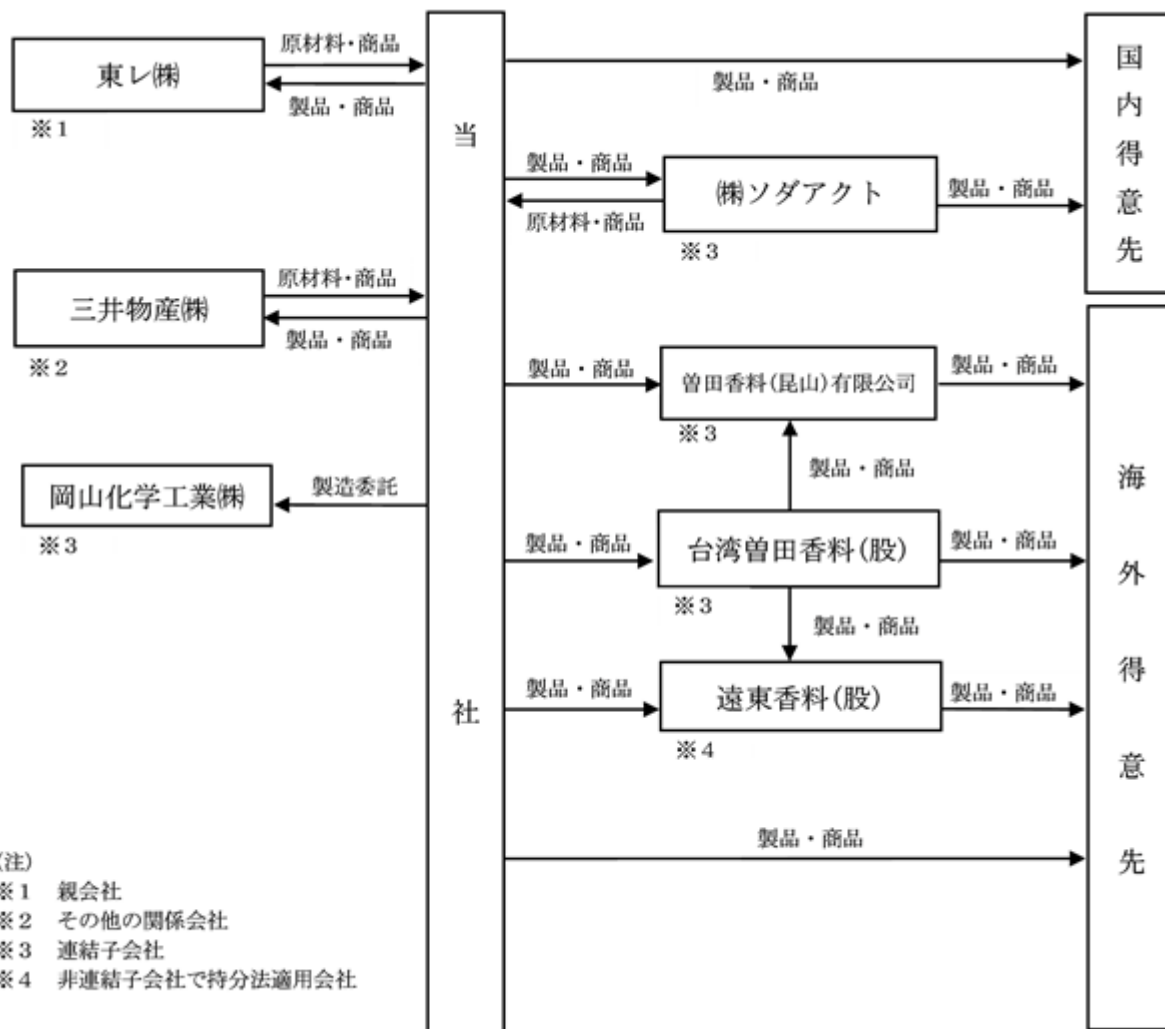 東レ㈱
※1
原材料・商品
製品・商品
三井物産㈱
※2
原材料・商品
製品・商品
岡山化学工業㈱
※3
製造委託
当社
製品・商品
製品・商品
原材料・商品
㈱ソダアクト
※3
製品・商品
国内得意先
製品・商品
曽田香料(昆山)有限公司
※3
製品・商品
製品・商品
製品・商品
台湾曽田香料(股)
※3
製品・商品
製品・商品
製品・商品
遠東香料(股)
※4
製品・商品
製品・商品
海外得意先
(注)
※1 親会社
※2 その他の関係会社
※3 連結子会社
※4 非連結子会社で持分法適用会社